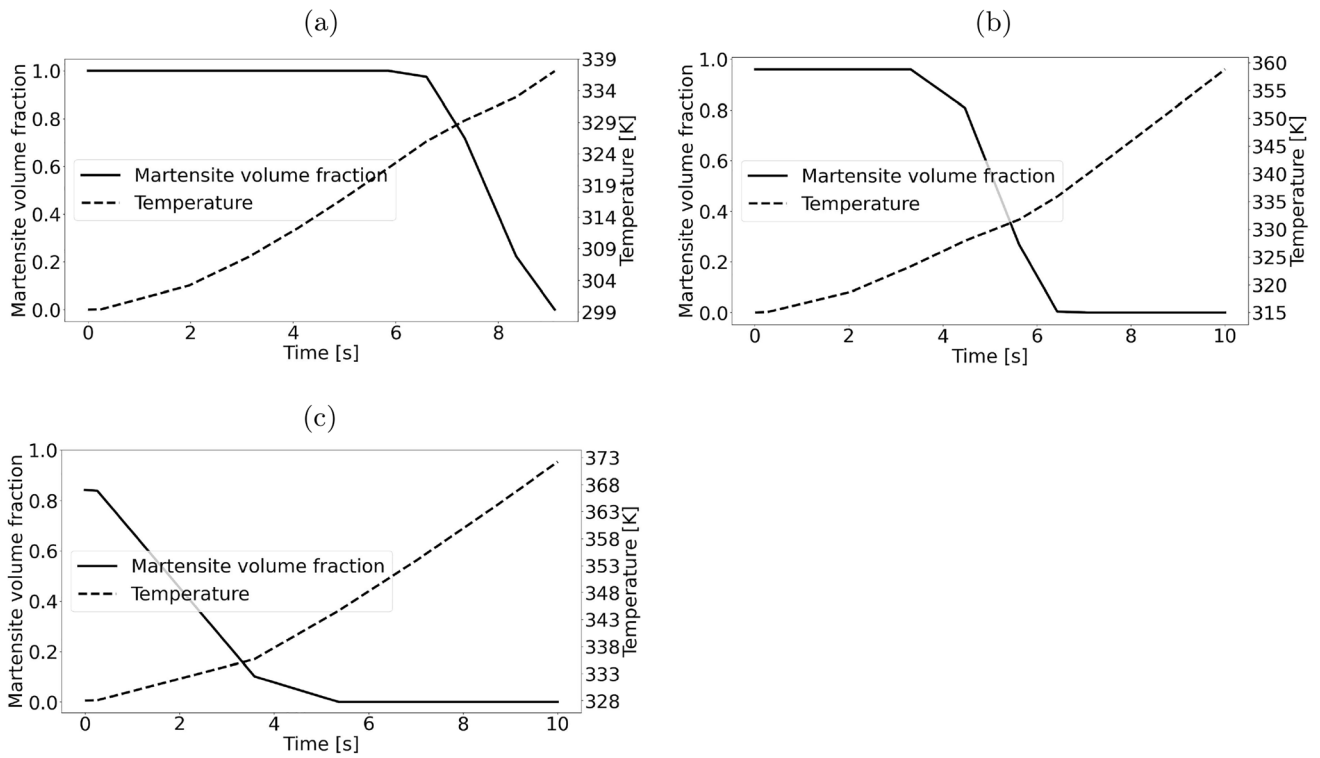 (a)
Martensite volume fraction
1.0
0.8
0.6
0.4
0.2
0.0
Martensite volume fraction
Temperature
339
334
329
324
319
314
309
304
299
Temperature [K]
0 2 4 6 8
Time [s]
(b)
Martensite volume fraction
1.0
0.8
0.6
0.4
0.2
0.0
Martensite volume fraction
Temperature
360
355
350
345
340
335
330
325
320
315
Temperature [K]
0 2 4 6 8 10
Time [s]
(c)
Martensite volume fraction
1.0
0.8
0.6
0.4
0.2
0.0
Martensite volume fraction
Temperature
373
368
363
358
353
348
343
338
333
328
Temperature [K]
0 2 4 6 8 10
Time [s]